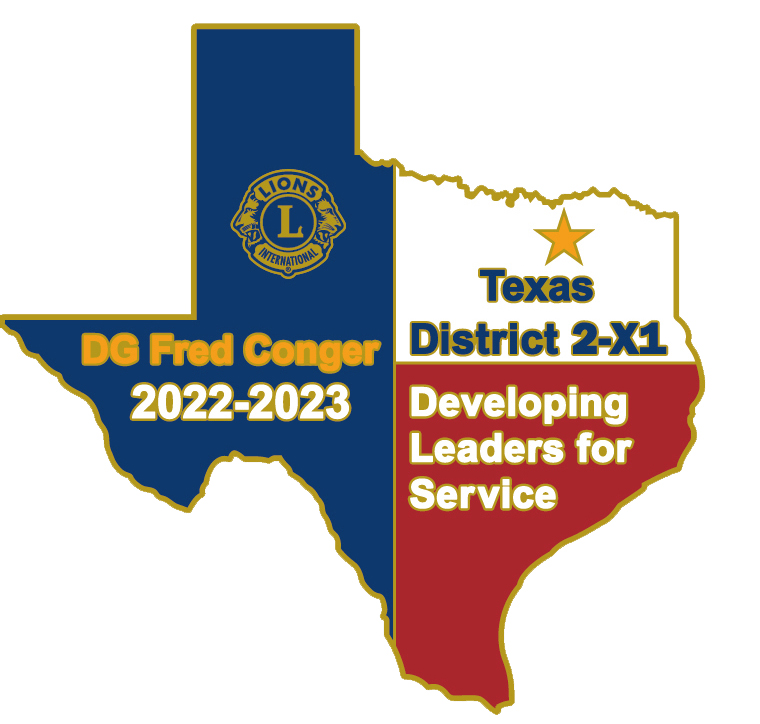 LIONS
L
INTERNATIONAL
®
DG Fred Conger
2022-2023
Texas
District 2-X1
Developing
Leaders for
Service